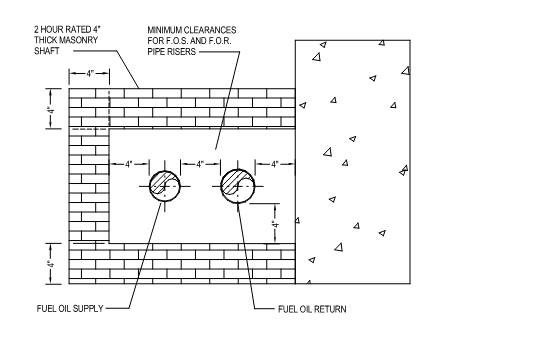 2 HOUR RATED 4"
THICK MASONRY
SHAFT
MINIMUM CLEARANCES
FOR F.O.S. AND F.O.R.
PIPE RISERS
4"
4"
4"
4"
4"
4"
4"
FUEL OIL SUPPLY
FUEL OIL RETURN